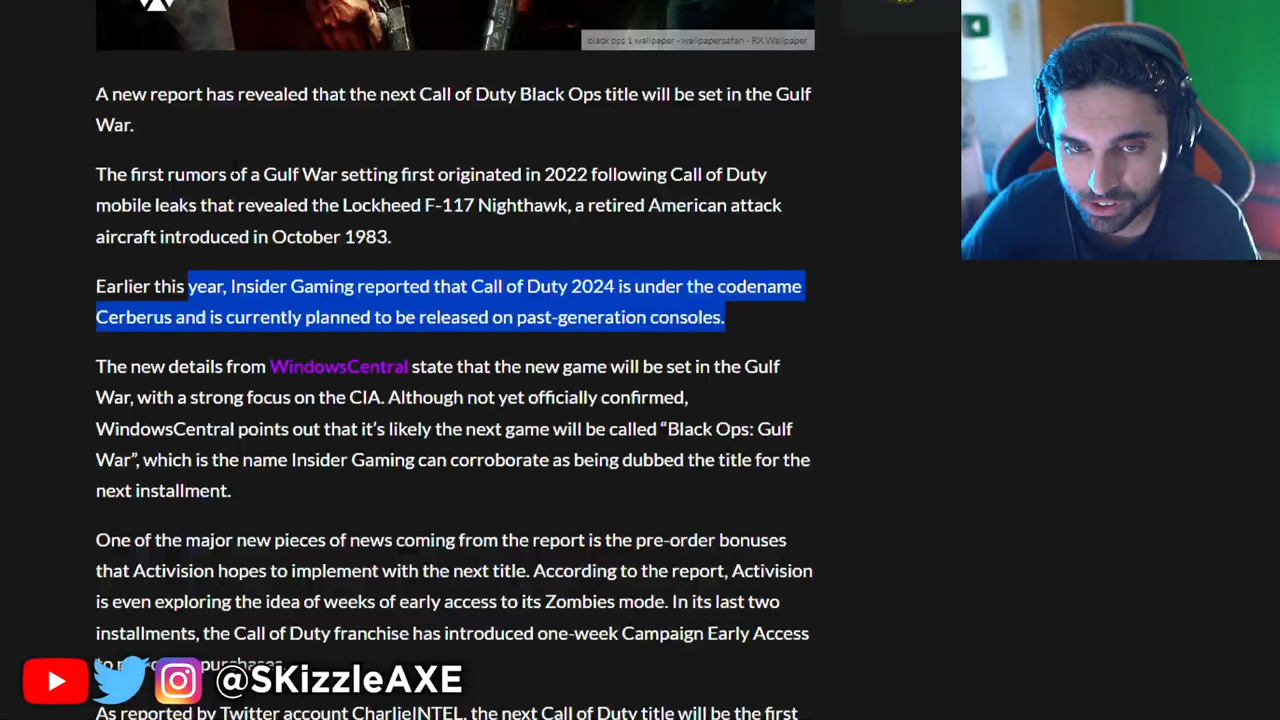 black ops 1 wallpaper - wallpapersafari - RX Wallpaper
A new report has revealed that the next Call of Duty Black Ops title will be set in the Gulf
War.
The first rumors of a Gulf War setting first originated in 2022 following Call of Duty
mobile leaks that revealed the Lockheed F-117 Nighthawk, a retired American attack
aircraft introduced in October 1983.
Earlier this year, Insider Gaming reported that Call of Duty 2024 is under the codename
Cerberus and is currently planned to be released on past-generation consoles.
The new details from WindowsCentral state that the new game will be set in the Gulf
War, with a strong focus on the CIA. Although not yet officially confirmed,
WindowsCentral points out that it’s likely the next game will be called “Black Ops: Gulf
War”, which is the name Insider Gaming can corroborate as being dubbed the title for the
next installment.
One of the major new pieces of news coming from the report is the pre-order bonuses
that Activision hopes to implement with the next title. According to the report, Activision
is even exploring the idea of weeks of early access to its Zombies mode. In its last two
installments, the Call of Duty franchise has introduced one-week Campaign Early Access
@SKizzleAXE
As reported by Twitter account CharlieINTEL, the next Call of Duty title will be the first